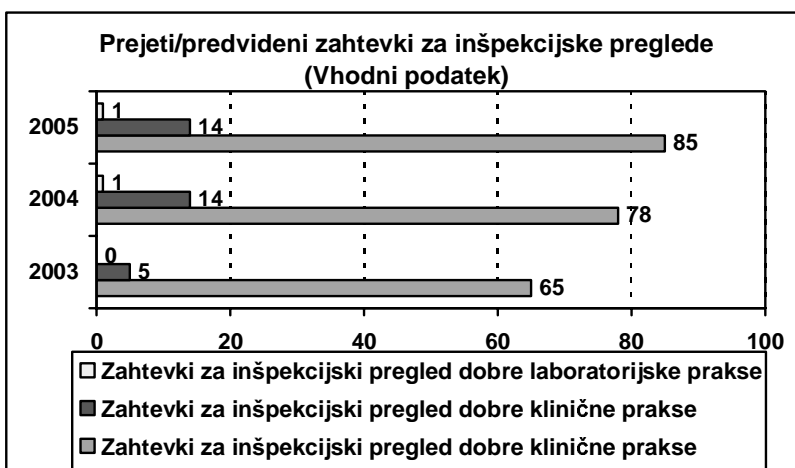 Prejeti/predvideni zahtevki za inšpekcijske preglede
(Vhodni podatek)
2005
1
14
85
2004
1
14
78
2003
0
5
65
0 20 40 60 80 100
Zahtevki za inšpekcijski pregled dobre laboratorijske prakse
Zahtevki za inšpekcijski pregled dobre klinične prakse
Zahtevki za inšpekcijski pregled dobre klinične prakse